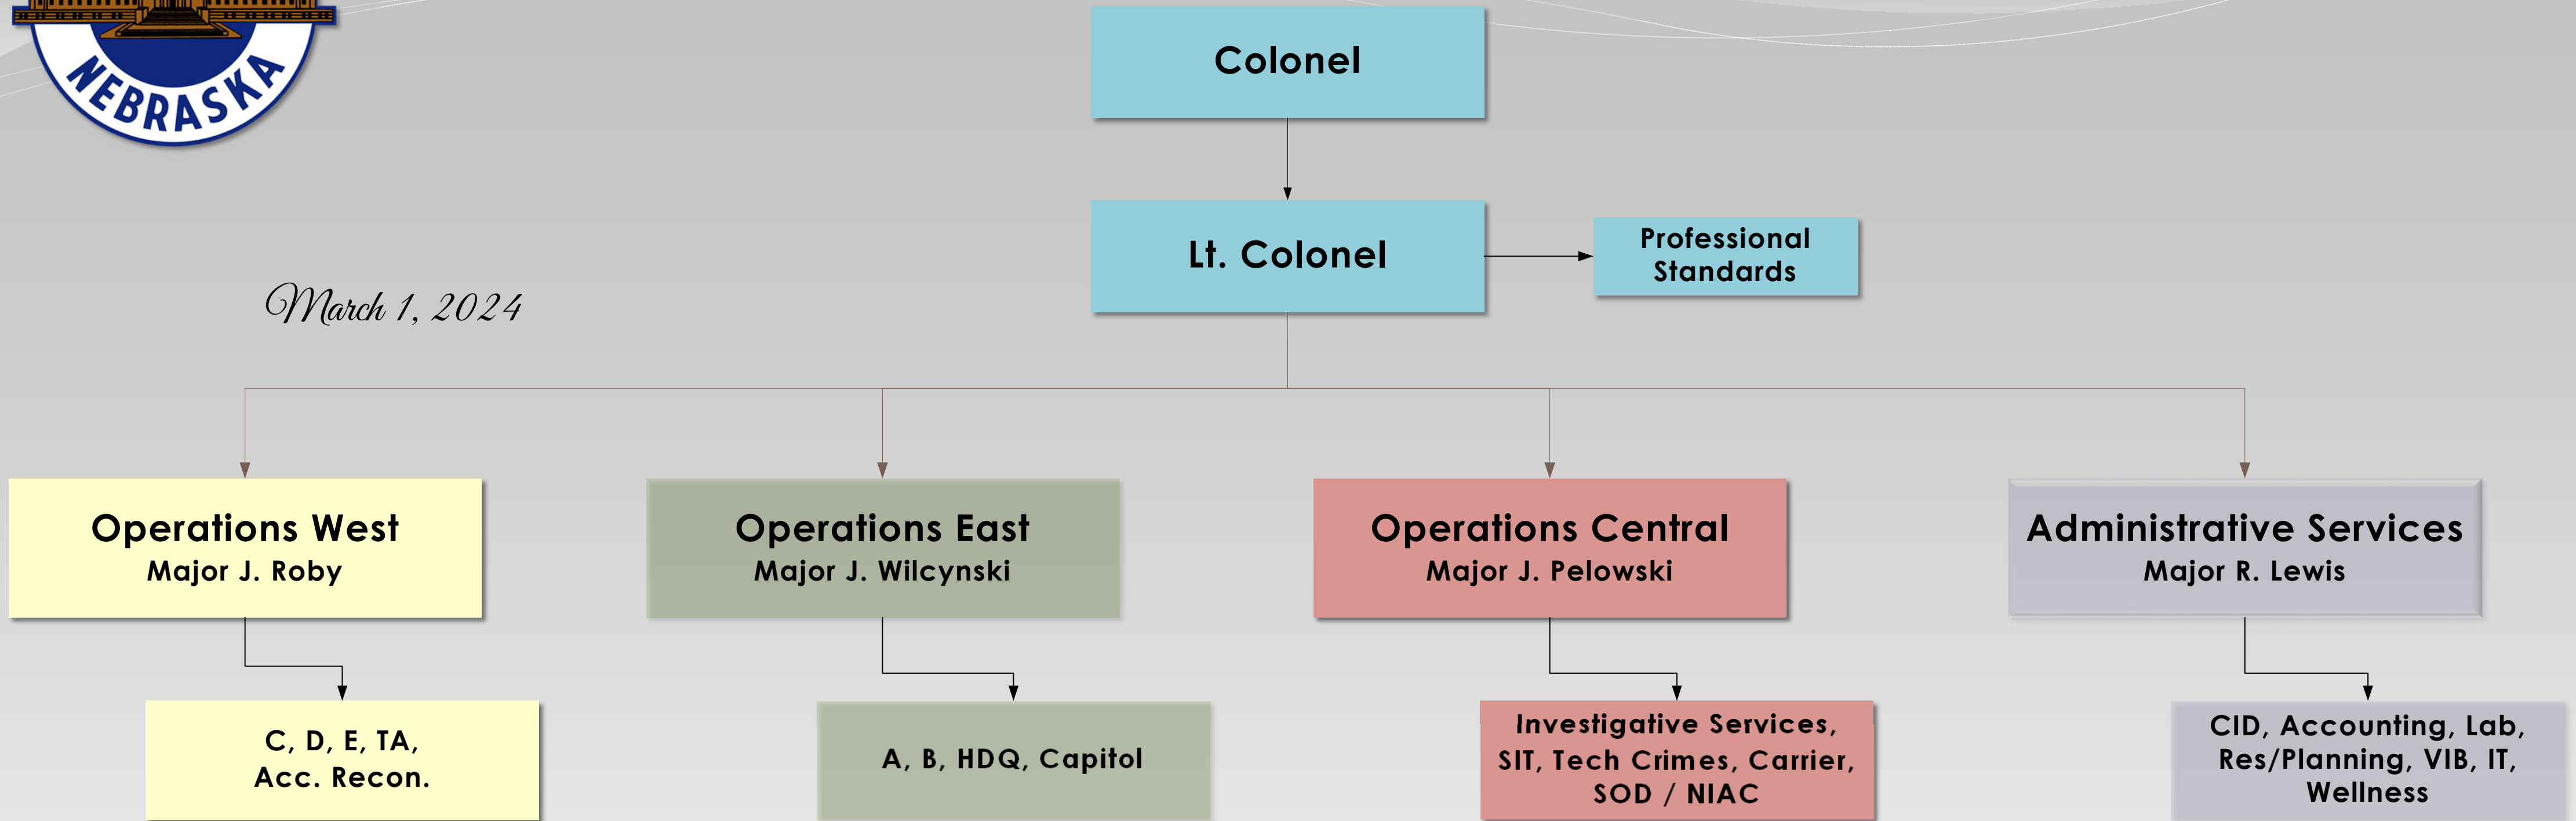 NEBRASKA
Colonel
Lt. Colonel
Professional
Standards
March 1, 2024
Operations West
Major J. Roby
Operations East
Major J. Wilcynski
Operations Central
Major J. Pelowski
Administrative Services
Major R. Lewis
C, D, E, TA,
Acc. Recon.
A, B, HDQ, Capitol
Investigative Services,
SIT, Tech Crimes, Carrier,
SOD / NIAC
CID, Accounting, Lab,
Res/Planning, VIB, IT,
Wellness